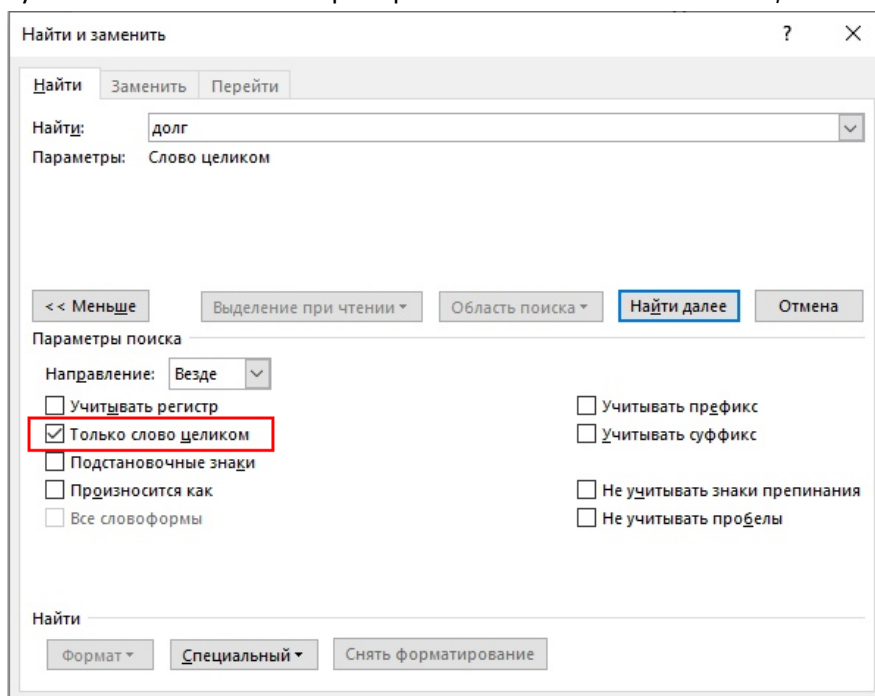 Найти и заменить ? ×
Найти Заменить Перейти
Найти: долг
Параметры: Слово целиком
<< Меньше Выделение при чтении Область поиска Найти далее Отмена
Параметры поиска
Направление: Везде
Учитывать регистр Учитывать префикс
Только слово целиком Учитывать суффикс
Подстановочные знаки
Произносится как Не учитывать знаки препинания
Все словоформы Не учитывать пробелы
Найти
Формат Специальный Снять форматирование